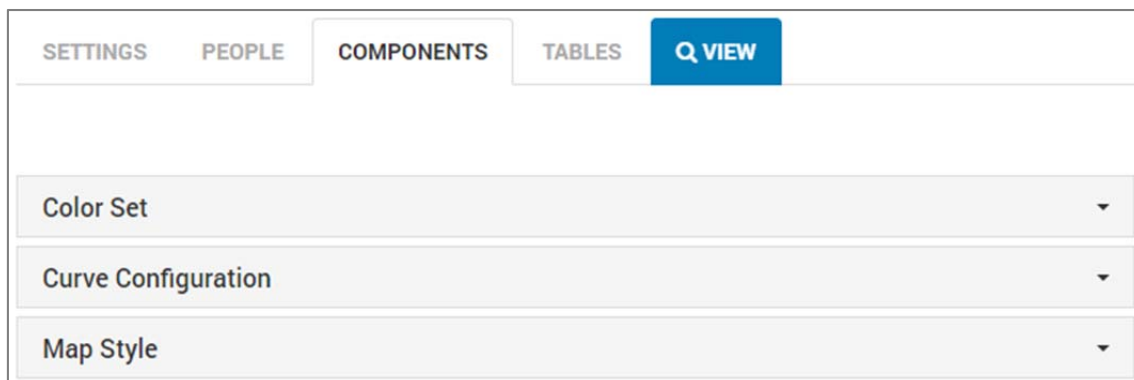 SETTINGS PEOPLE COMPONENTS TABLES VIEW
Color Set
Curve Configuration
Map Style